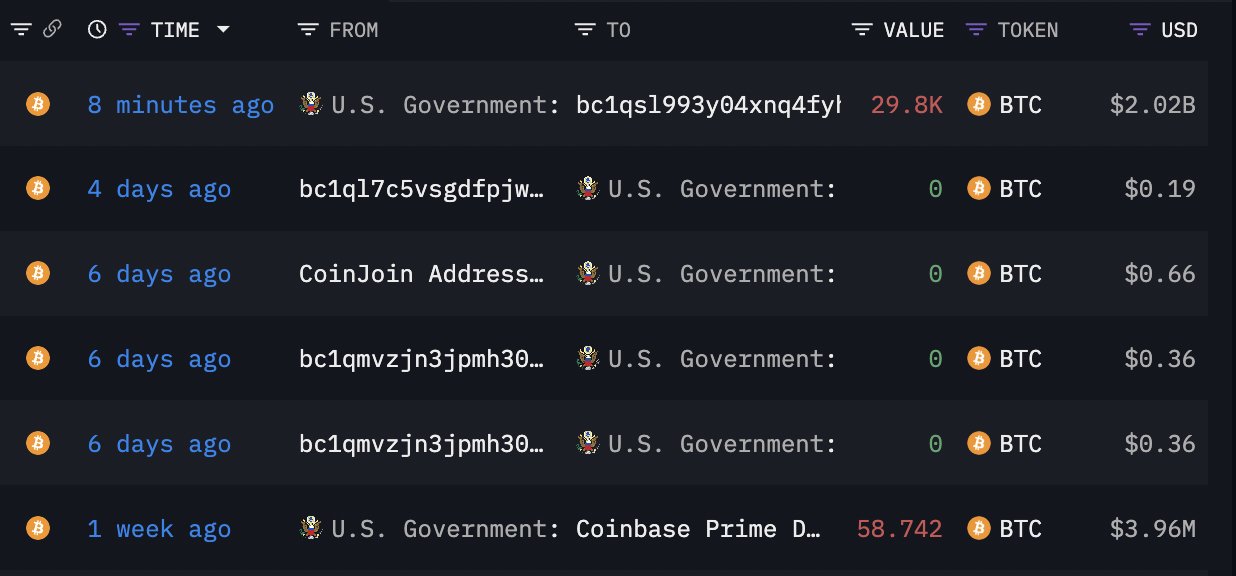 TIME FROM TO VALUE TOKEN USD
8 minutes ago U.S. Government: bc1qsl993y04xnq4fyh 29.8K BTC $2.02B
4 days ago bc1ql7c5vsgdfpjw… U.S. Government: 0 BTC $0.19
6 days ago CoinJoin Address… U.S. Government: 0 BTC $0.66
6 days ago bc1qmvzjn3jpmh30… U.S. Government: 0 BTC $0.36
6 days ago bc1qmvzjn3jpmh30… U.S. Government: 0 BTC $0.36
1 week ago U.S. Government: Coinbase Prime D… 58.742 BTC $3.96M